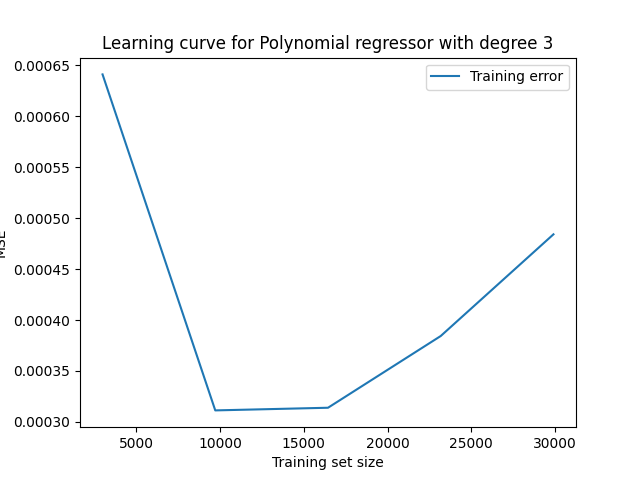 Learning curve for Polynomial regressor with degree 3
Training error
0.00065
0.00060
0.00055
0.00050
0.00045
0.00040
0.00035
0.00030
MSE
5000 10000 15000 20000 25000 30000
Training set size